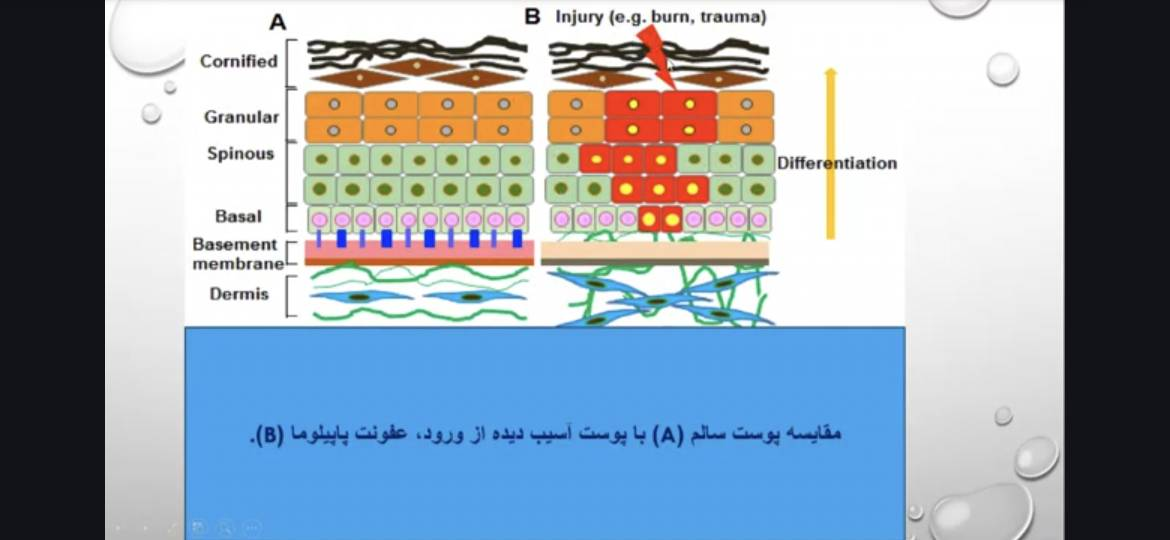 A
B Injury (e.g. burn, trauma)
Cornified
Granular
Spinous
Differentiation
Basal
Basement
membrane
Dermis
مقایسه پوست سالم (A) با پوست آسیب دیده از ورود، عفونت پاپیلوما (B).